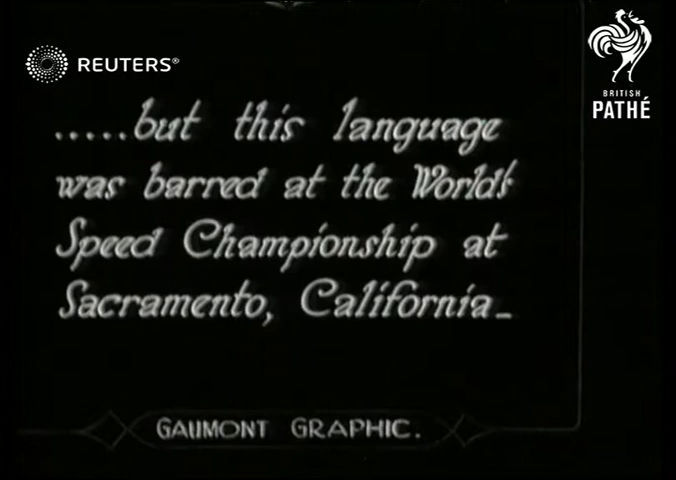 REUTERS®
BRITISH
PATHÉ
.....but this language
was barred at the World's
Speed Championship at
Sacramento, California_
GAUMONT GRAPHIC.